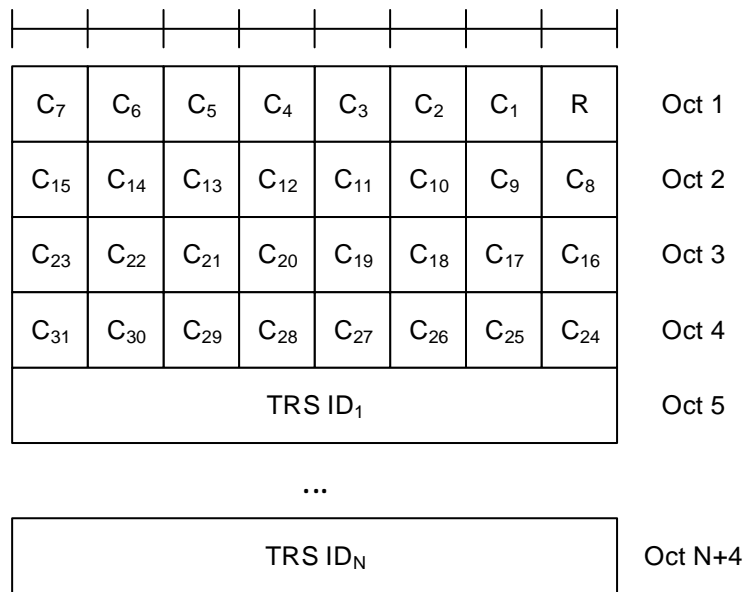 C₇ C₆ C₅ C₄ C₃ C₂ C₁ R Oct 1
C₁₅ C₁₄ C₁₃ C₁₂ C₁₁ C₁₀ C₉ C₈ Oct 2
C₂₃ C₂₂ C₂₁ C₂₀ C₁₉ C₁₈ C₁₇ C₁₆ Oct 3
C₃₁ C₃₀ C₂₉ C₂₈ C₂₇ C₂₆ C₂₅ C₂₄ Oct 4
TRS ID₁ Oct 5
...
TRS ID_N Oct N+4